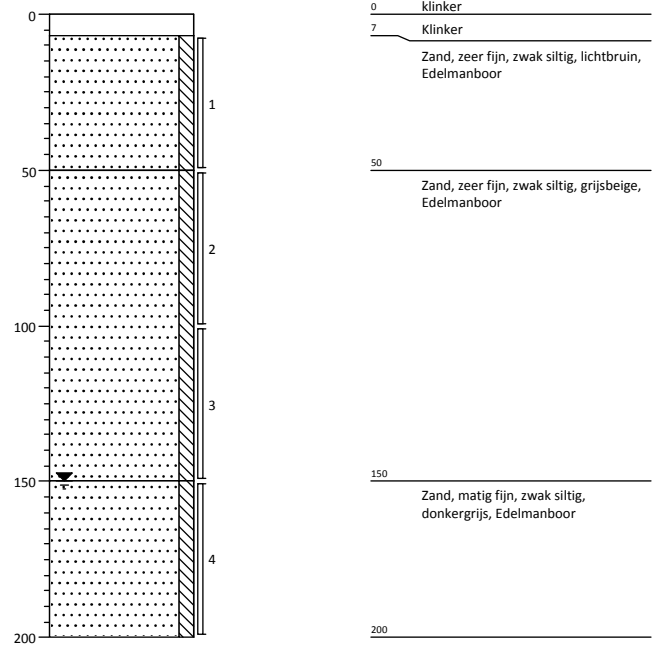 0
50
100
150
200
1
2
3
4
0
klinker
7
Klinker
Zand, zeer fijn, zwak siltig, lichtbruin,
Edelmanboor
50
Zand, zeer fijn, zwak siltig, grijsbeige,
Edelmanboor
150
Zand, matig fijn, zwak siltig,
donkergrijs, Edelmanboor
200